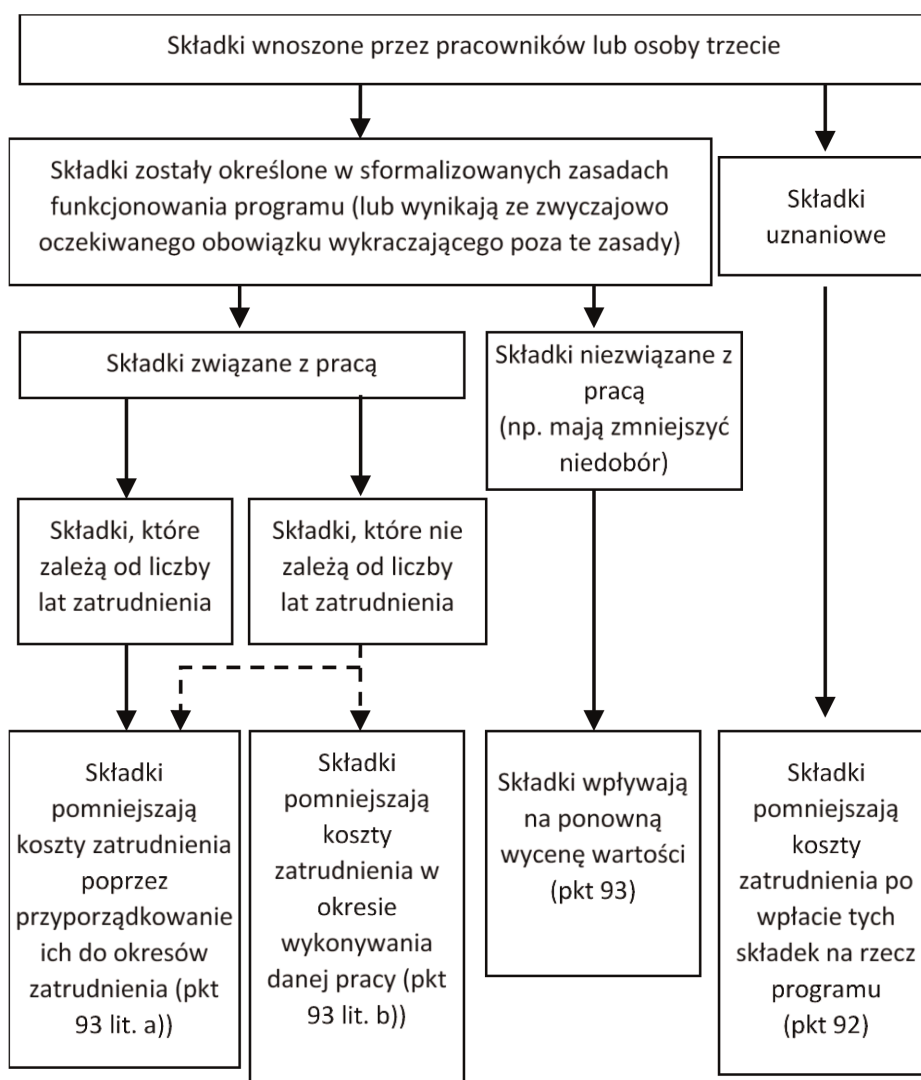 Składki wnoszone przez pracowników lub osoby trzecie
Składki zostały określone w sformalizowanych zasadach
funkcjonowania programu (lub wynikają ze zwyczajowo
oczekiwanego obowiązku wykraczającego poza te zasady)
Składki
uznaniowe
Składki związane z pracą
Składki niezwiązane z
pracą
(np. mają zmniejszyć
niedobór)
Składki, które
zależą od liczby
lat zatrudnienia
Składki, które nie
zależą od liczby
lat zatrudnienia
Składki
pomniejszają
koszty zatrudnienia
poprzez
przyporządkowanie
ich do okresów
zatrudnienia (pkt
93 lit. a))
Składki
pomniejszają
koszty
zatrudnienia w
okresie
wykonywania
danej pracy (pkt
93 lit. b))
Składki wpływają
na ponowną
wycenę wartości
(pkt 93)
Składki
pomniejszają
koszty
zatrudnienia po
wpłacie tych
składek na rzecz
programu
(pkt 92)